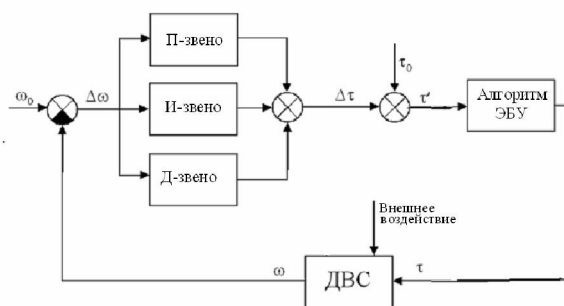 П-звено
ω₀
Δω
И-звено
Δτ
τ₀
τ'
Алгоритм
ЭБУ
Д-звено
Внешнее
воздействие
ω
ДВС
τ